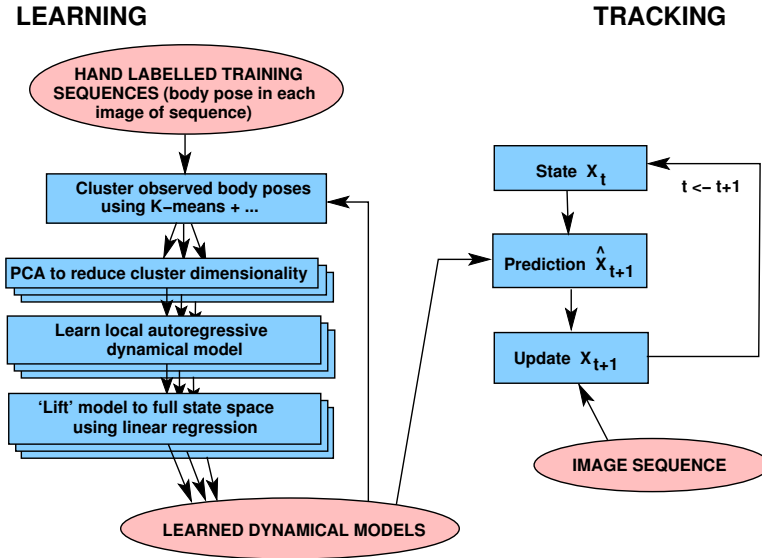 LEARNING
HAND LABELLED TRAINING
SEQUENCES (body pose in each
image of sequence)
Cluster observed body poses
using K−means + ...
PCA to reduce cluster dimensionality
Learn local autoregressive
dynamical model
‘Lift’ model to full state space
using linear regression
LEARNED DYNAMICAL MODELS
TRACKING
State X_t
t <− t+1
Prediction X̂_{t+1}
Update X_{t+1}
IMAGE SEQUENCE